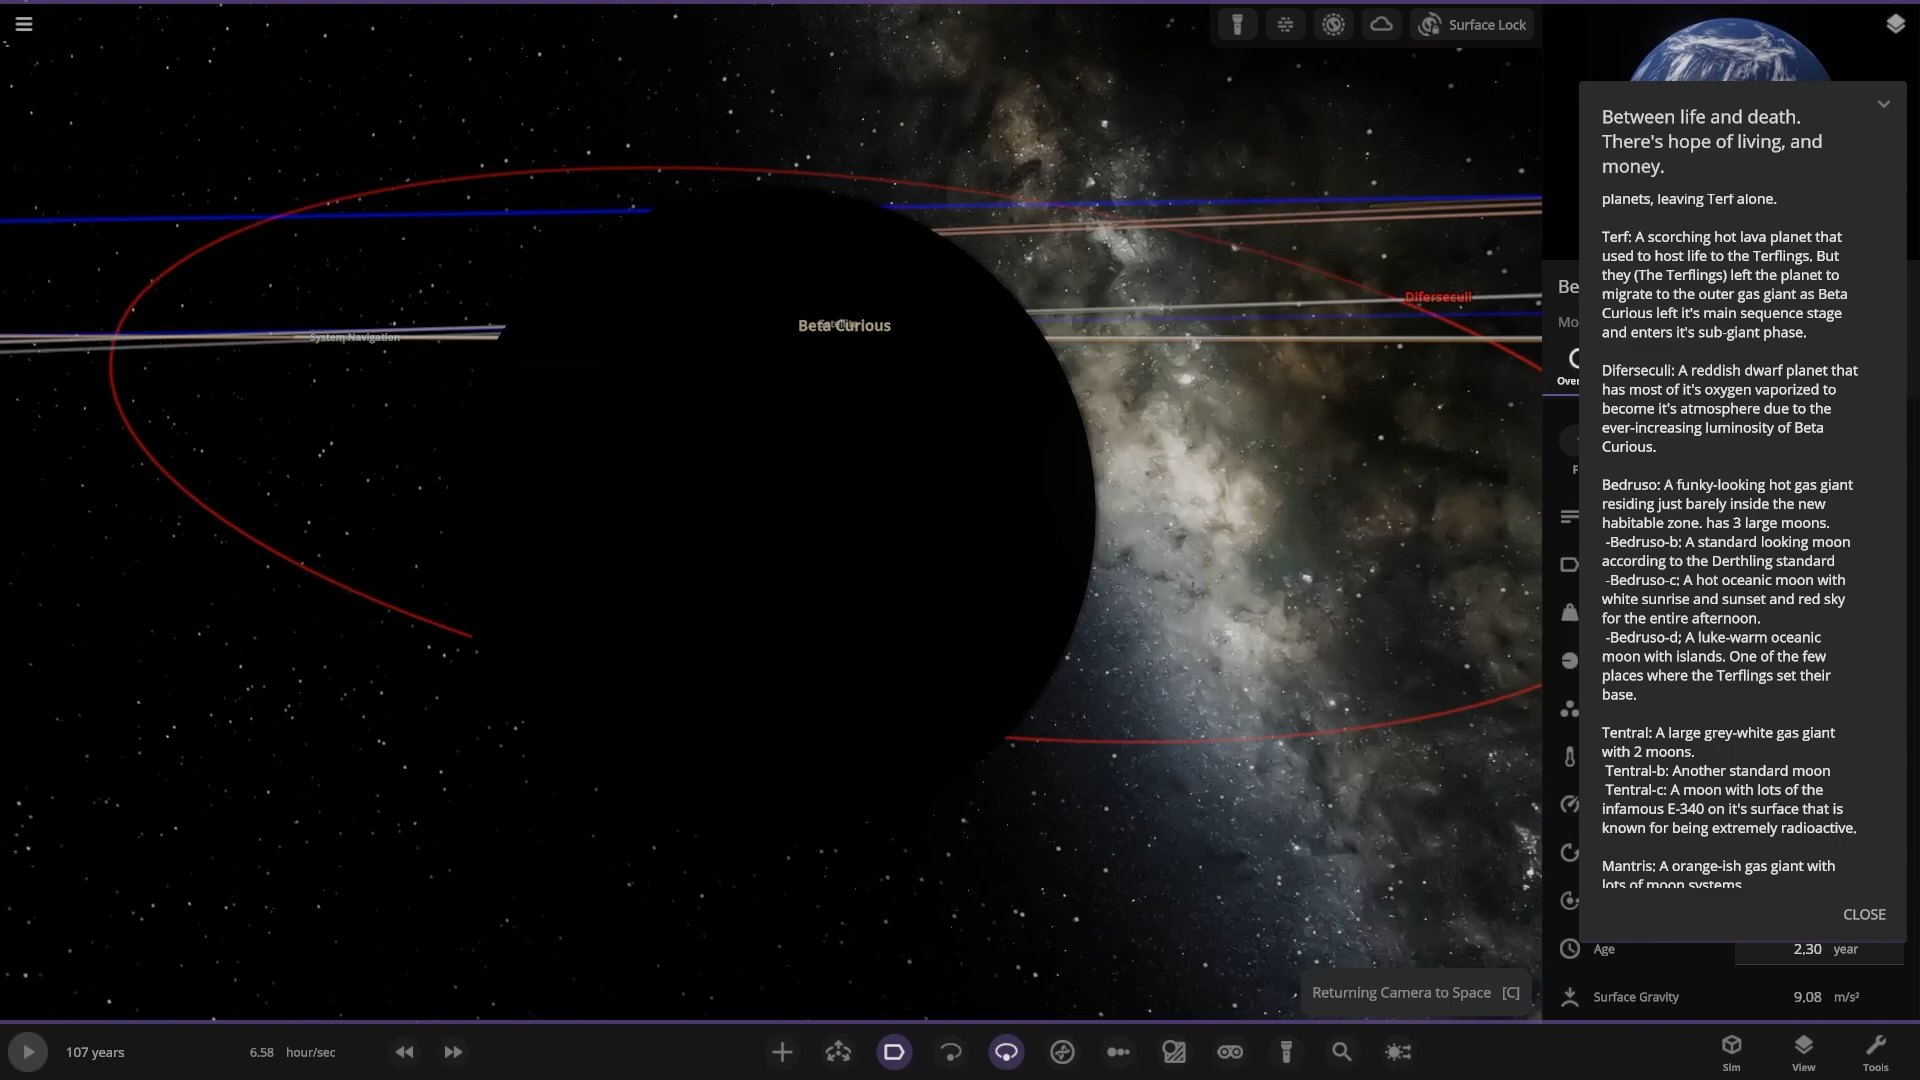 Surface Lock
Between life and death.
There's hope of living, and
money.
planets, leaving Terf alone.
Terf: A scorching hot lava planet that
used to host life to the Terflings. But
they (The Terflings) left the planet to
migrate to the outer gas giant as Beta
Curious left it's main sequence stage
and enters it's sub-giant phase.
Diferseculi: A reddish dwarf planet that
has most of it's oxygen vaporized to
become it's atmosphere due to the
ever-increasing luminosity of Beta
Curious.
Bedruso: A funky-looking hot gas giant
residing just barely inside the new
habitable zone. has 3 large moons.
-Bedruso-b: A standard looking moon
according to the Derthling standard
-Bedruso-c: A hot oceanic moon with
white sunrise and sunset and red sky
for the entire afternoon.
-Bedruso-d; A luke-warm oceanic
moon with islands. One of the few
places where the Terflings set their
base.
Tentral: A large grey-white gas giant
with 2 moons.
Tentral-b: Another standard moon
Tentral-c: A moon with lots of the
infamous E-340 on it's surface that is
known for being extremely radioactive.
Mantris: A orange-ish gas giant with
lots of moon systems
CLOSE
Be
Mo
Over
F
Age 2,30 year
Surface Gravity 9,08 m/s²
Diferseculi
Beta Curious
System Navigation
Returning Camera to Space [C]
107 years
6.58 hour/sec
Sim
View
Tools